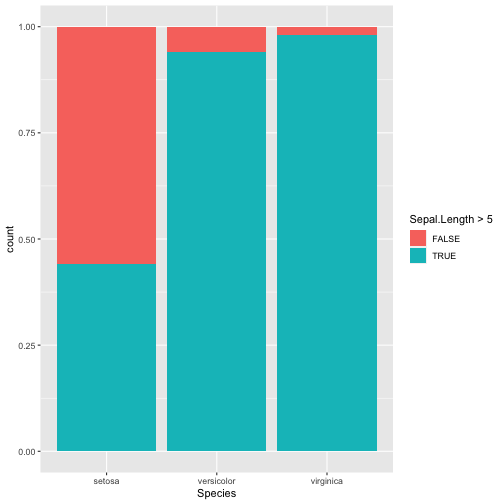 1.00
0.75
0.50
0.25
0.00
count
setosa
versicolor
virginica
Species
Sepal.Length > 5
FALSE
TRUE